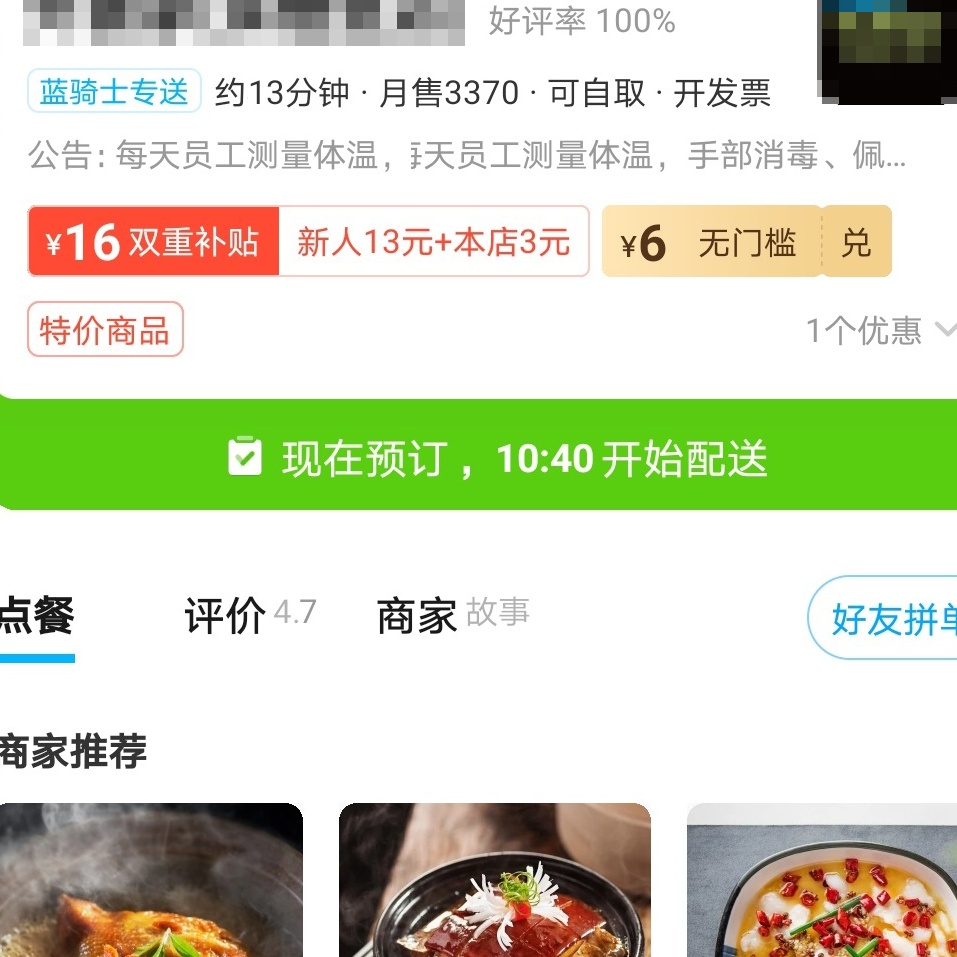 好评率 100%
蓝骑士专送 约13分钟 · 月售3370 · 可自取 · 开发票
公告: 每天员工测量体温，每天员工测量体温，手部消毒、佩...
¥16 双重补贴 新人13元+本店3元 ¥6 无门槛 兑
特价商品 1个优惠
现在预订，10:40开始配送
点餐 评价 4.7 商家 故事 好友拼单
商家推荐